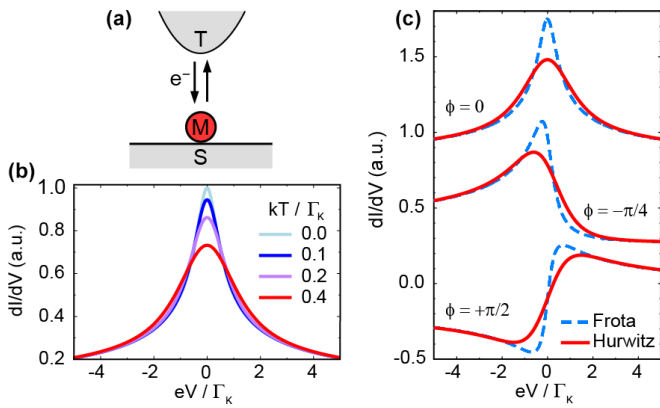 (a)
T
e⁻
M
S
(b)
dI/dV (a.u.)
1.0
0.8
0.6
0.4
0.2
kT / Γ_K
0.0
0.1
0.2
0.4
-4 -2 0 2 4
eV / Γ_K
(c)
dI/dV (a.u.)
1.5
1.0
0.5
0.0
-0.5
ϕ = 0
ϕ = −π/4
ϕ = +π/2
Frota
Hurwitz
-4 -2 0 2 4
eV / Γ_K